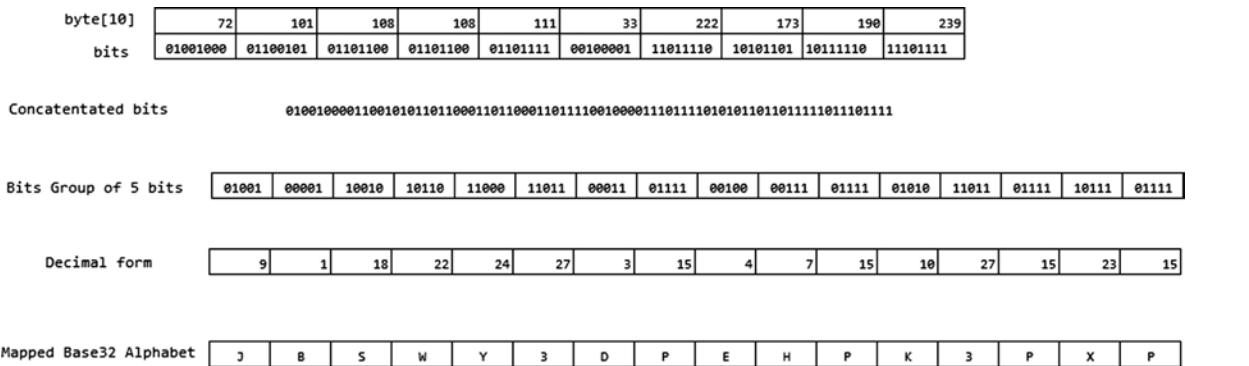 byte[10] 72 101 108 108 111 33 222 173 190 239
bits 01001000 01100101 01101100 01101100 01101111 00100001 11011110 10101101 10111110 11101111
Concatentated bits 01001000011001010110110001101100011011110010000111011110101011011011111011101111
Bits Group of 5 bits 01001 00001 10010 10110 11000 11011 00011 01111 00100 00111 01111 01010 11011 01111 10111 01111
Decimal form 9 1 18 22 24 27 3 15 4 7 15 10 27 15 23 15
Mapped Base32 Alphabet J B S W Y 3 D P E H P K 3 P X P